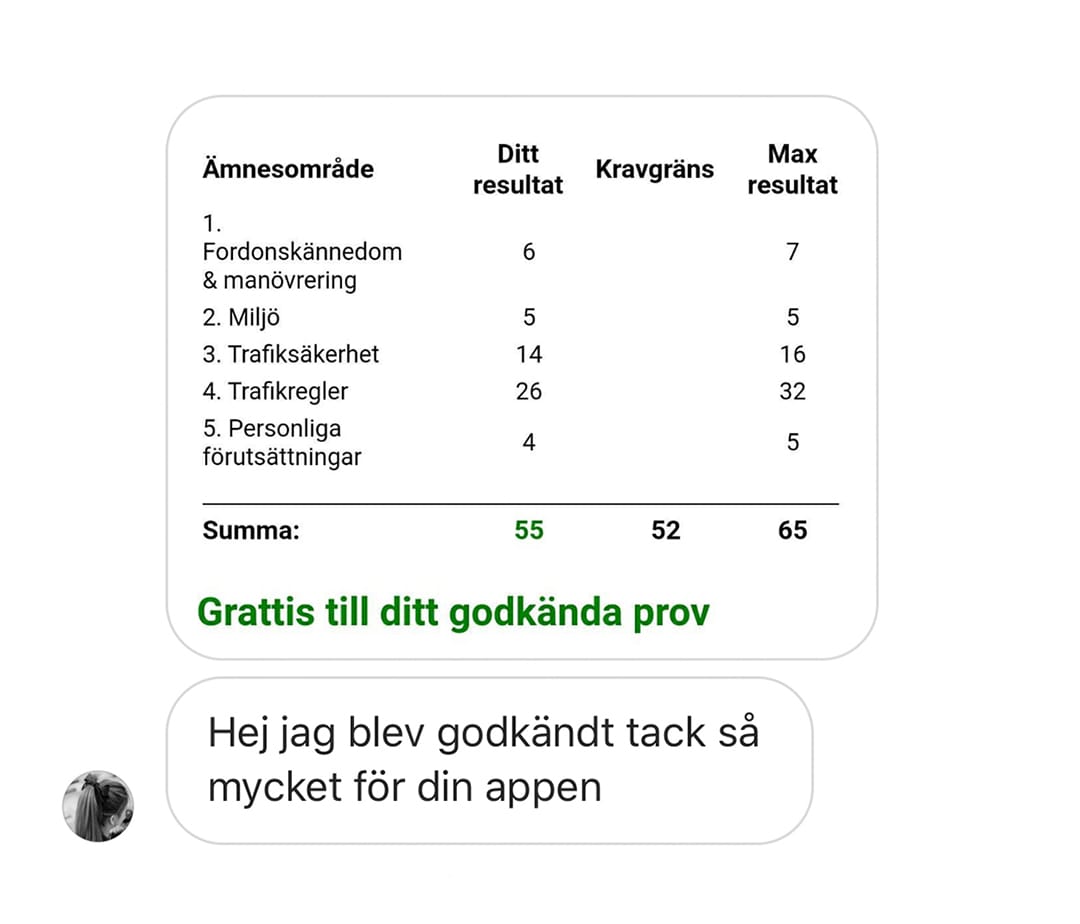 Ämnesområde Ditt resultat Kravgräns Max resultat
1.
Fordonskännedom
& manövrering 6 7
2. Miljö 5 5
3. Trafiksäkerhet 14 16
4. Trafikregler 26 32
5. Personliga
förutsättningar 4 5
Summa: 55 52 65
Grattis till ditt godkända prov
Hej jag blev godkändt tack så
mycket för din appen